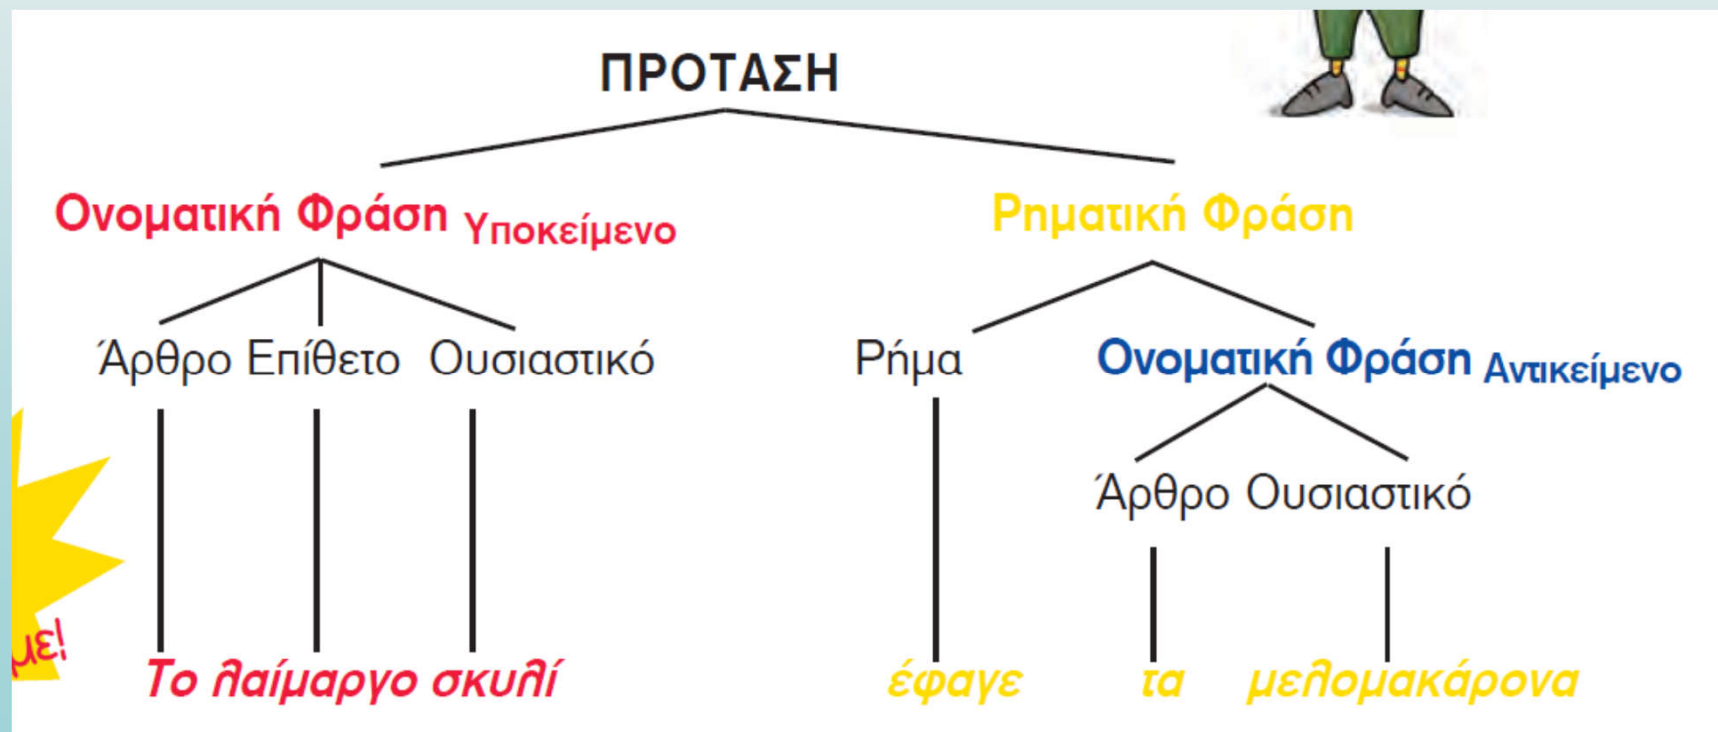 ΠΡΟΤΑΣΗ
Ονοματική Φράση Υποκείμενο Ρηματική Φράση
Άρθρο Επίθετο Ουσιαστικό Ρήμα Ονοματική Φράση Αντικείμενο
Άρθρο Ουσιαστικό
με!
Το λαίμαργο σκυλί έφαγε τα μελομακάρονα